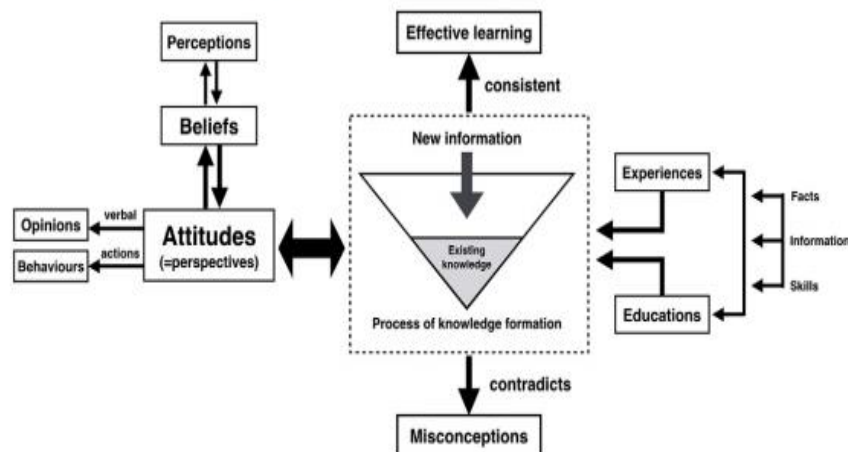 Effective learning
Perceptions
consistent
Beliefs
New information
Experiences
Facts
Opinions
verbal
Attitudes
(=perspectives)
Existing
knowledge
Information
Behaviours
actions
Skills
Process of knowledge formation
Educations
contradicts
Misconceptions